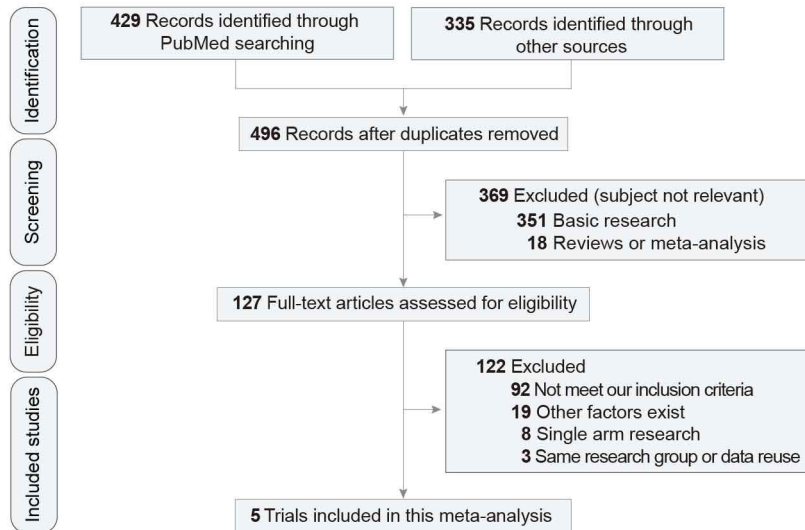 Identification
429 Records identified through
PubMed searching
335 Records identified through
other sources
496 Records after duplicates removed
Screening
369 Excluded (subject not relevant)
351 Basic research
18 Reviews or meta-analysis
Eligibility
127 Full-text articles assessed for eligibility
122 Excluded
92 Not meet our inclusion criteria
19 Other factors exist
8 Single arm research
3 Same research group or data reuse
Included studies
5 Trials included in this meta-analysis